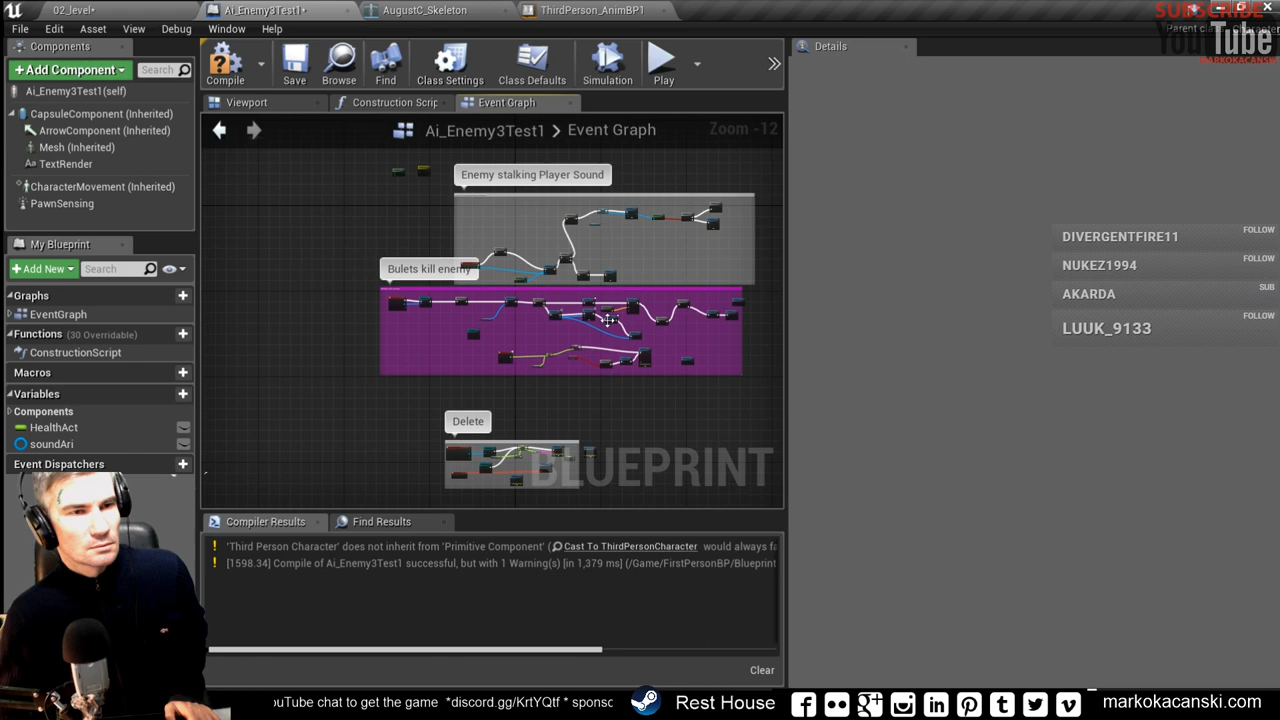 02_level*
Ai_Enemy3Test1*
AugustC_Skeleton
ThirdPerson_AnimBP1
SUBSCRIBE
File Edit Asset View Debug Window Help
Parent class: Character
YouTube
MARKOKACANSKI
Components
Details
+ Add Component
Search
Compile
Save
Browse
Find
Class Settings
Class Defaults
Simulation
Play
Ai_Enemy3Test1(self)
Viewport
Construction Scrip
Event Graph
CapsuleComponent (Inherited)
ArrowComponent (Inherited)
Ai_Enemy3Test1 > Event Graph
Zoom -12
Mesh (Inherited)
TextRender
Enemy stalking Player Sound
CharacterMovement (Inherited)
PawnSensing
DIVERGENTFIRE11 FOLLOW
My Blueprint
NUKEZ1994 FOLLOW
+ Add New
Search
Bulets kill enemy
AKARDA SUB
Graphs
EventGraph
LUUK_9133 FOLLOW
Functions (30 Overridable)
ConstructionScript
Macros
Variables
Components
HealthAct
Delete
soundAri
Event Dispatchers
BLUEPRINT
Compiler Results
Find Results
'Third Person Character' does not inherit from 'Primitive Component' ( Cast To ThirdPersonCharacter would always fa
[1598.34] Compile of Ai_Enemy3Test1 successful, but with 1 Warning(s) [in 1,379 ms] (/Game/FirstPersonBP/Blueprint
Clear
ouTube chat to get the game *discord.gg/KrtYQtf * sponsc
Rest House
markokacanski.com